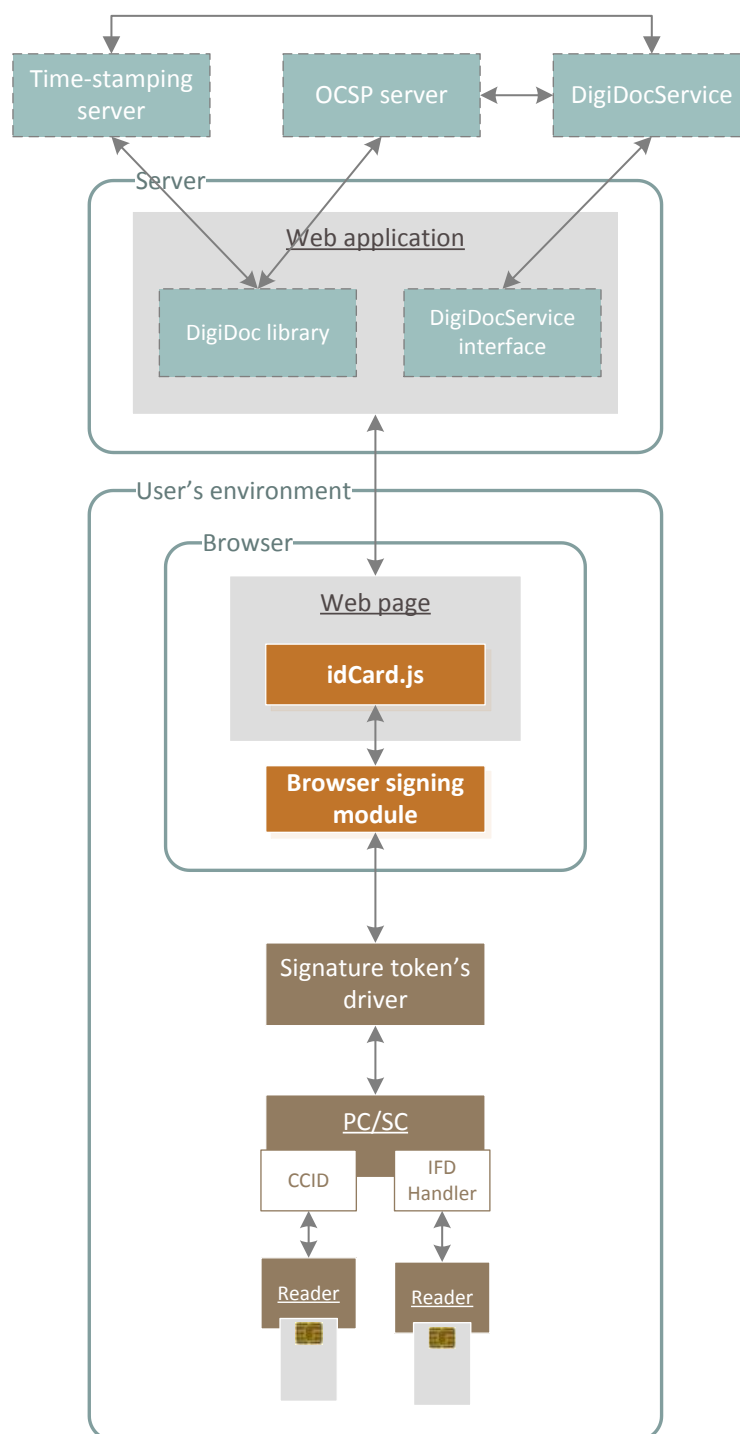 Time-stamping
server
OCSP server
DigiDocService
Server
Web application
DigiDoc library
DigiDocService
interface
User's environment
Browser
Web page
idCard.js
Browser signing
module
Signature token's
driver
PC/SC
CCID
IFD
Handler
Reader
Reader